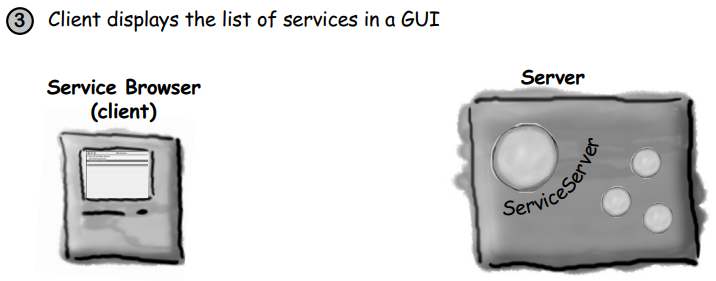 3 Client displays the list of services in a GUI
Service Browser
(client)
Server
ServiceServer